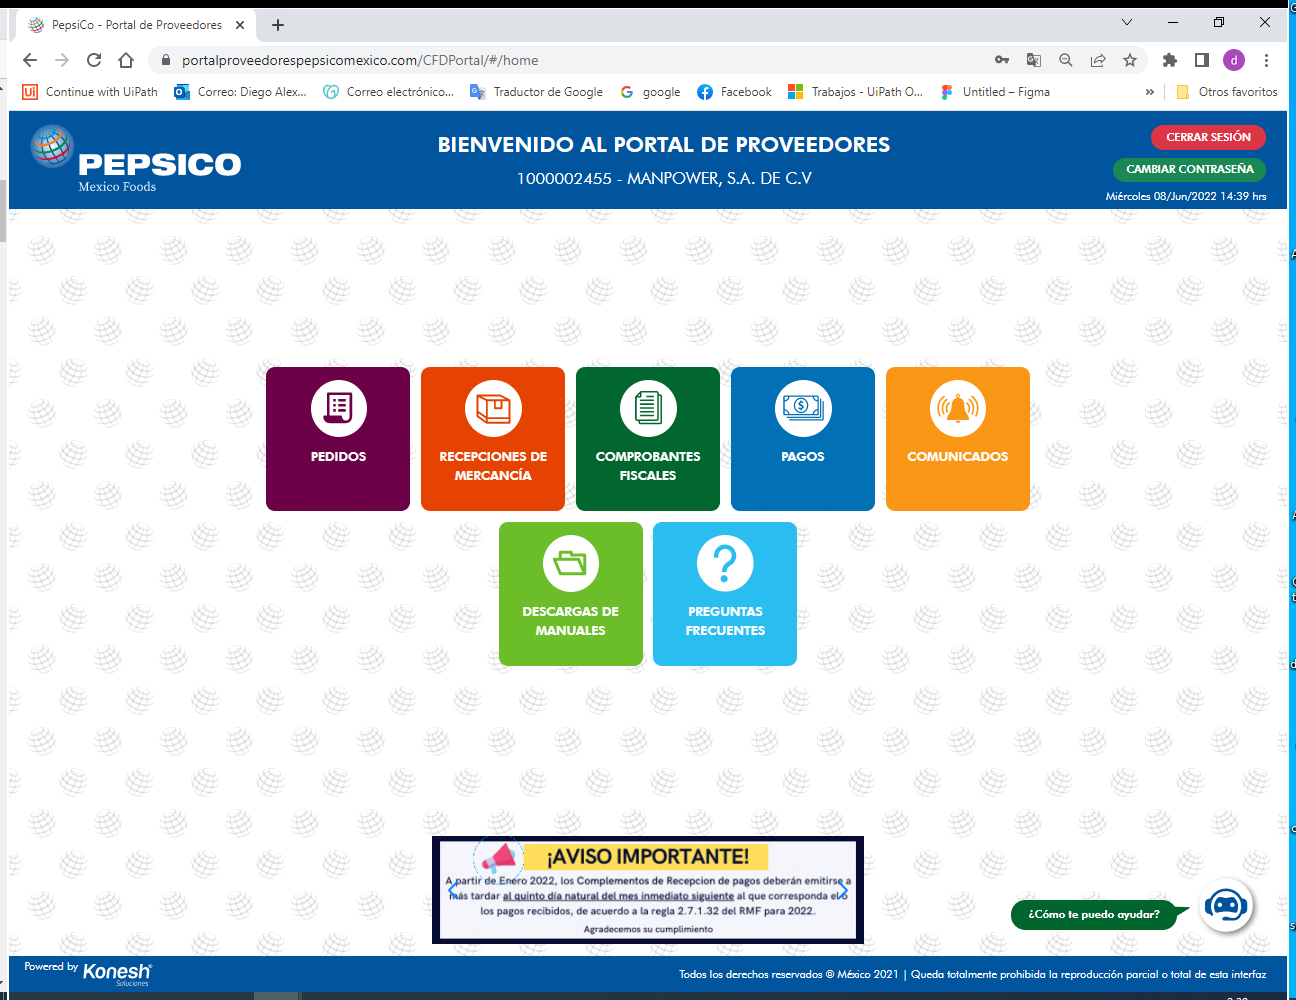 PepsiCo - Portal de Proveedores
portalproveedorespepsicomexico.com/CFDPortal/#/home
d
Continue with UiPath
Correo: Diego Alex...
Correo electrónico...
Traductor de Google
google
Facebook
Trabajos - UiPath O...
Untitled – Figma
»
Otros favoritos
PEPSICO
Mexico Foods
BIENVENIDO AL PORTAL DE PROVEEDORES
1000002455 - MANPOWER, S.A. DE C.V
CERRAR SESIÓN
CAMBIAR CONTRASEÑA
Miércoles 08/Jun/2022 14:39 hrs
PEDIDOS
RECEPCIONES DE
MERCANCÍA
COMPROBANTES
FISCALES
PAGOS
COMUNICADOS
DESCARGAS DE
MANUALES
PREGUNTAS
FRECUENTES
¡AVISO IMPORTANTE!
A partir de Enero 2022, los Complementos de Recepcion de pagos deberán emitirse a
más tardar al quinto día natural del mes inmediato siguiente al que corresponda el o
los pagos recibidos, de acuerdo a la regla 2.7.1.32 del RMF para 2022.
Agradecemos su cumplimiento
¿Cómo te puedo ayudar?
Powered by Konesh
Soluciones
Todos los derechos reservados ® México 2021 | Queda totalmente prohibida la reproducción parcial o total de esta interfaz